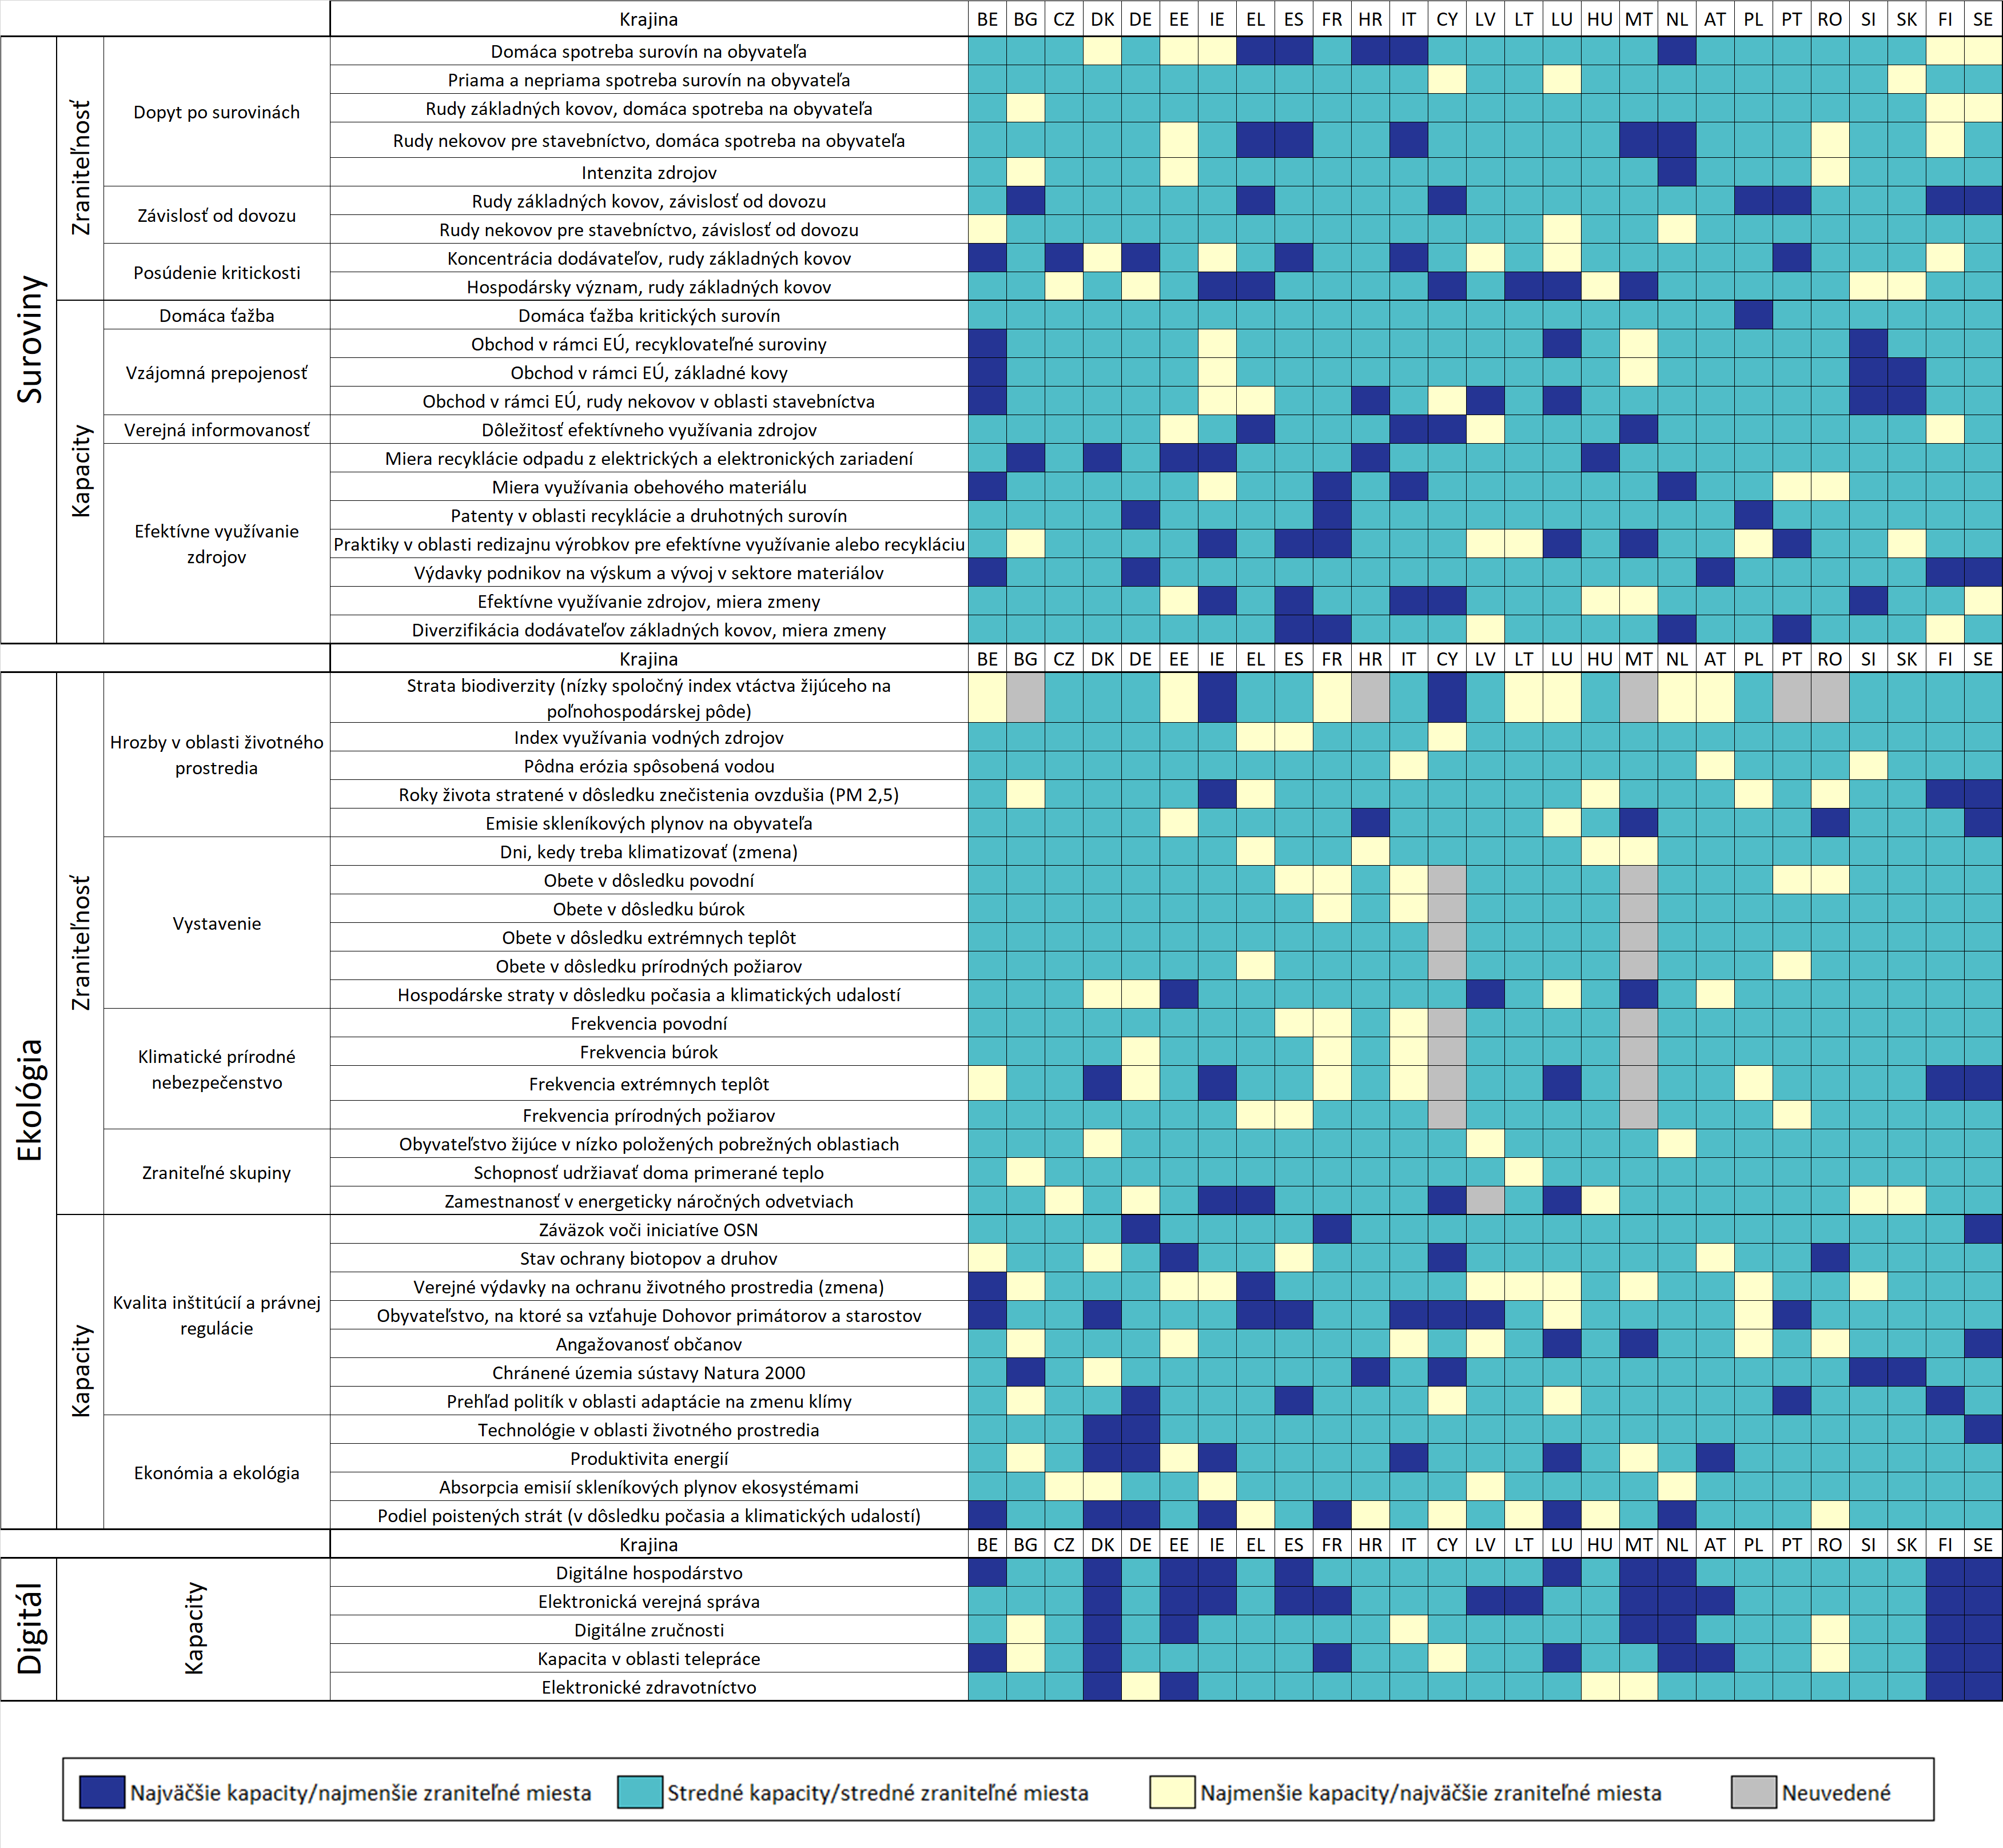 Krajina BE BG CZ DK DE EE IE EL ES FR HR IT CY LV LT LU HU MT NL AT PL PT RO SI SK FI SE
Suroviny
Zraniteľnosť
Dopyt po surovinách
Domáca spotreba surovín na obyvateľa
Priama a nepriama spotreba surovín na obyvateľa
Rudy základných kovov, domáca spotreba na obyvateľa
Rudy nekovov pre stavebníctvo, domáca spotreba na obyvateľa
Intenzita zdrojov
Závislosť od dovozu
Rudy základných kovov, závislosť od dovozu
Rudy nekovov pre stavebníctvo, závislosť od dovozu
Posúdenie kritickosti
Koncentrácia dodávateľov, rudy základných kovov
Hospodársky význam, rudy základných kovov
Kapacity
Domáca ťažba
Domáca ťažba kritických surovín
Vzájomná prepojenosť
Obchod v rámci EÚ, recyklovateľné suroviny
Obchod v rámci EÚ, základné kovy
Obchod v rámci EÚ, rudy nekovov v oblasti stavebníctva
Verejná informovanosť
Dôležitosť efektívneho využívania zdrojov
Efektívne využívanie
zdrojov
Miera recyklácie odpadu z elektrických a elektronických zariadení
Miera využívania obehového materiálu
Patenty v oblasti recyklácie a druhotných surovín
Praktiky v oblasti redizajnu výrobkov pre efektívne využívanie alebo recykláciu
Výdavky podnikov na výskum a vývoj v sektore materiálov
Efektívne využívanie zdrojov, miera zmeny
Diverzifikácia dodávateľov základných kovov, miera zmeny
Krajina BE BG CZ DK DE EE IE EL ES FR HR IT CY LV LT LU HU MT NL AT PL PT RO SI SK FI SE
Ekológia
Zraniteľnosť
Hrozby v oblasti životného
prostredia
Strata biodiverzity (nízky spoločný index vtáctva žijúceho na
poľnohospodárskej pôde)
Index využívania vodných zdrojov
Pôdna erózia spôsobená vodou
Roky života stratené v dôsledku znečistenia ovzdušia (PM 2,5)
Emisie skleníkových plynov na obyvateľa
Vystavenie
Dni, kedy treba klimatizovať (zmena)
Obete v dôsledku povodní
Obete v dôsledku búrok
Obete v dôsledku extrémnych teplôt
Obete v dôsledku prírodných požiarov
Hospodárske straty v dôsledku počasia a klimatických udalostí
Klimatické prírodné
nebezpečenstvo
Frekvencia povodní
Frekvencia búrok
Frekvencia extrémnych teplôt
Frekvencia prírodných požiarov
Zraniteľné skupiny
Obyvateľstvo žijúce v nízko položených pobrežných oblastiach
Schopnosť udržiavať doma primerané teplo
Zamestnanosť v energeticky náročných odvetviach
Kapacity
Kvalita inštitúcií a právnej
regulácie
Záväzok voči iniciatíve OSN
Stav ochrany biotopov a druhov
Verejné výdavky na ochranu životného prostredia (zmena)
Obyvateľstvo, na ktoré sa vzťahuje Dohovor primátorov a starostov
Angažovanosť občanov
Chránené územia sústavy Natura 2000
Prehľad politík v oblasti adaptácie na zmenu klímy
Ekonómia a ekológia
Technológie v oblasti životného prostredia
Produktivita energií
Absorpcia emisií skleníkových plynov ekosystémami
Podiel poistených strát (v dôsledku počasia a klimatických udalostí)
Krajina BE BG CZ DK DE EE IE EL ES FR HR IT CY LV LT LU HU MT NL AT PL PT RO SI SK FI SE
Digitál
Kapacity
Digitálne hospodárstvo
Elektronická verejná správa
Digitálne zručnosti
Kapacita v oblasti telepráce
Elektronické zdravotníctvo
Najväčšie kapacity/najmenšie zraniteľné miesta Stredné kapacity/stredné zraniteľné miesta Najmenšie kapacity/najväčšie zraniteľné miesta Neuvedené